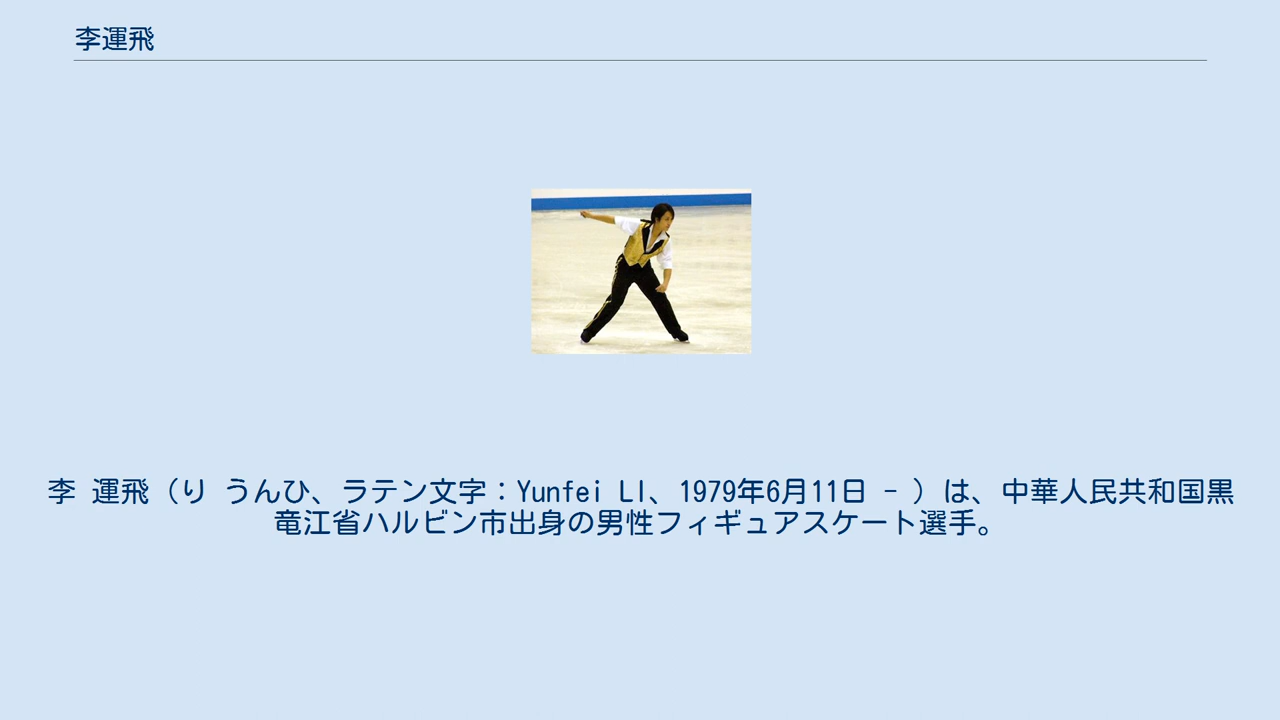 李運飛
李 運飛（り うんひ、ラテン文字：Yunfei LI、1979年6月11日 - ）は、中華人民共和国黒
竜江省ハルビン市出身の男性フィギュアスケート選手。